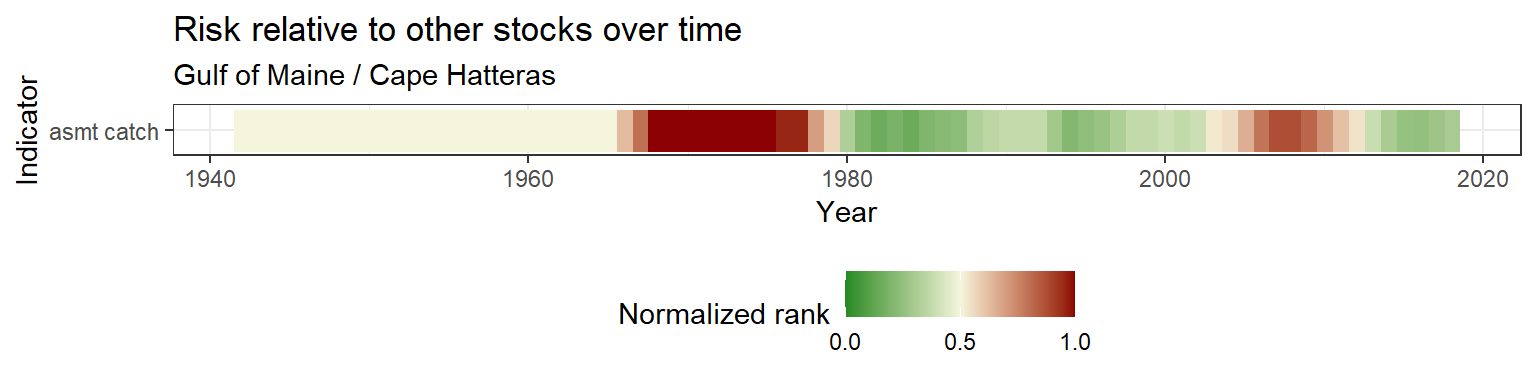 Risk relative to other stocks over time
Gulf of Maine / Cape Hatteras
Indicator
asmt catch
1940 1960 1980 2000 2020
Year
Normalized rank
0.0 0.5 1.0